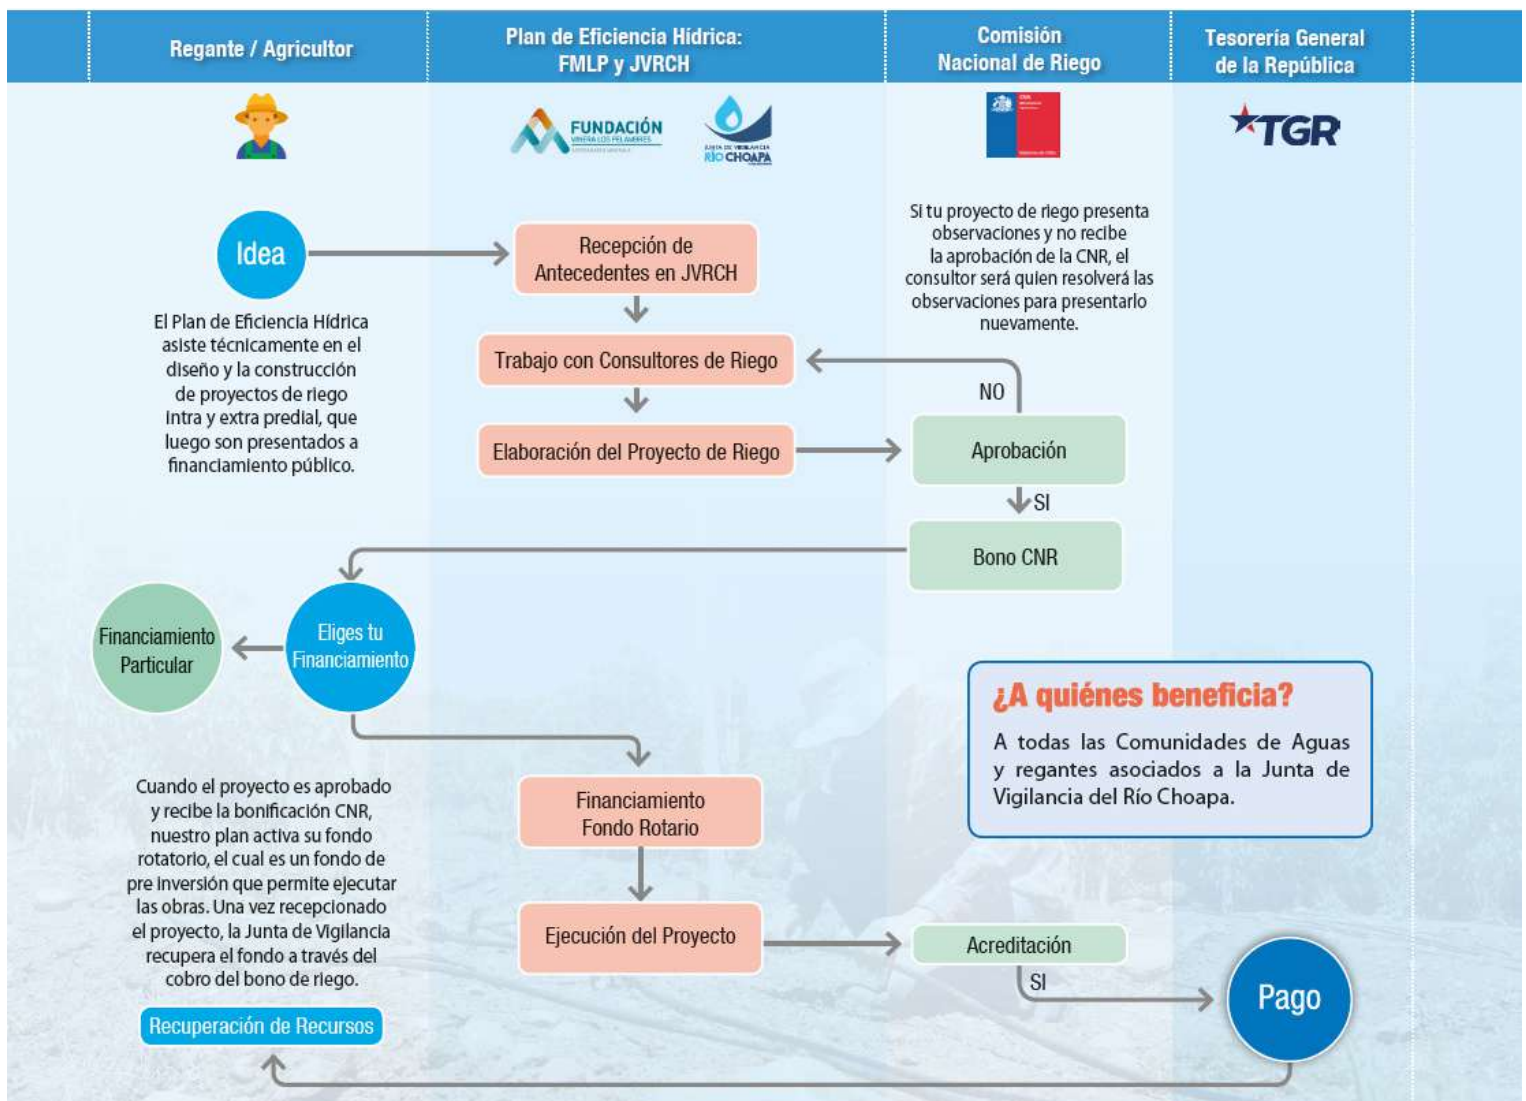 Regante / Agricultor
Plan de Eficiencia Hídrica:
FMLP y JVRCH
Comisión
Nacional de Riego
Tesorería General
de la República
FUNDACIÓN
MINERA LOS PELAMBRES
JUNTA DE VIGILANCIA
RÍO CHOAPA
TGR
Idea
El Plan de Eficiencia Hídrica
asiste técnicamente en el
diseño y la construcción
de proyectos de riego
intra y extra predial, que
luego son presentados a
financiamiento público.
Recepción de
Antecedentes en JVRCH
Trabajo con Consultores de Riego
Elaboración del Proyecto de Riego
Si tu proyecto de riego presenta
observaciones y no recibe
la aprobación de la CNR, el
consultor será quien resolverá las
observaciones para presentarlo
nuevamente.
NO
Aprobación
SI
Bono CNR
Financiamiento
Particular
Eliges tu
Financiamiento
¿A quiénes beneficia?
A todas las Comunidades de Aguas
y regantes asociados a la Junta de
Vigilancia del Río Choapa.
Cuando el proyecto es aprobado
y recibe la bonificación CNR,
nuestro plan activa su fondo
rotatorio, el cual es un fondo de
pre inversión que permite ejecutar
las obras. Una vez recepcionado
el proyecto, la Junta de Vigilancia
recupera el fondo a través del
cobro del bono de riego.
Recuperación de Recursos
Financiamiento
Fondo Rotario
Ejecución del Proyecto
Acreditación
SI
Pago